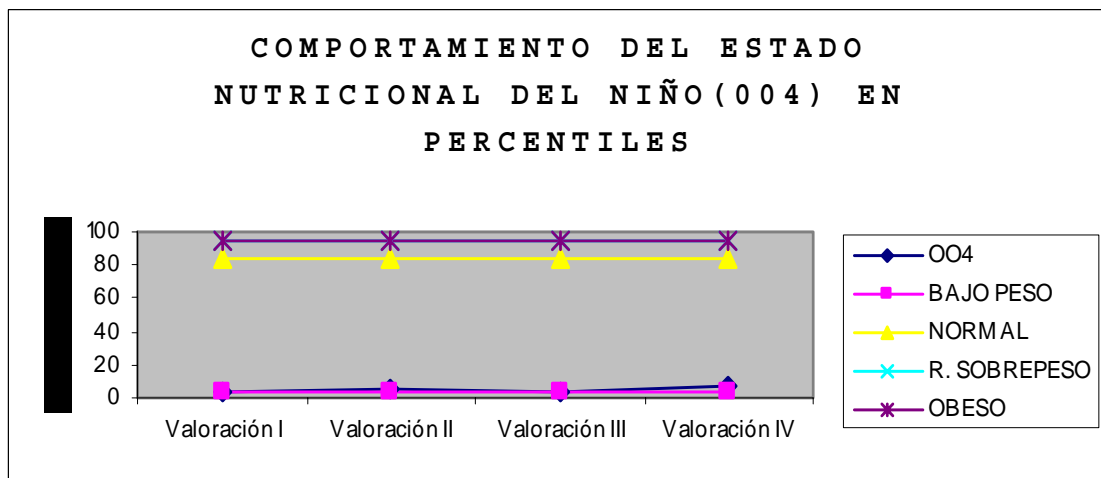 COMPORTAMIENTO DEL ESTADO
NUTRICIONAL DEL NIÑO(004) EN
PERCENTILES
100
80
60
40
20
0
Valoración I
Valoración II
Valoración III
Valoración IV
OO4
BAJO PESO
NORMAL
R. SOBREPESO
OBESO